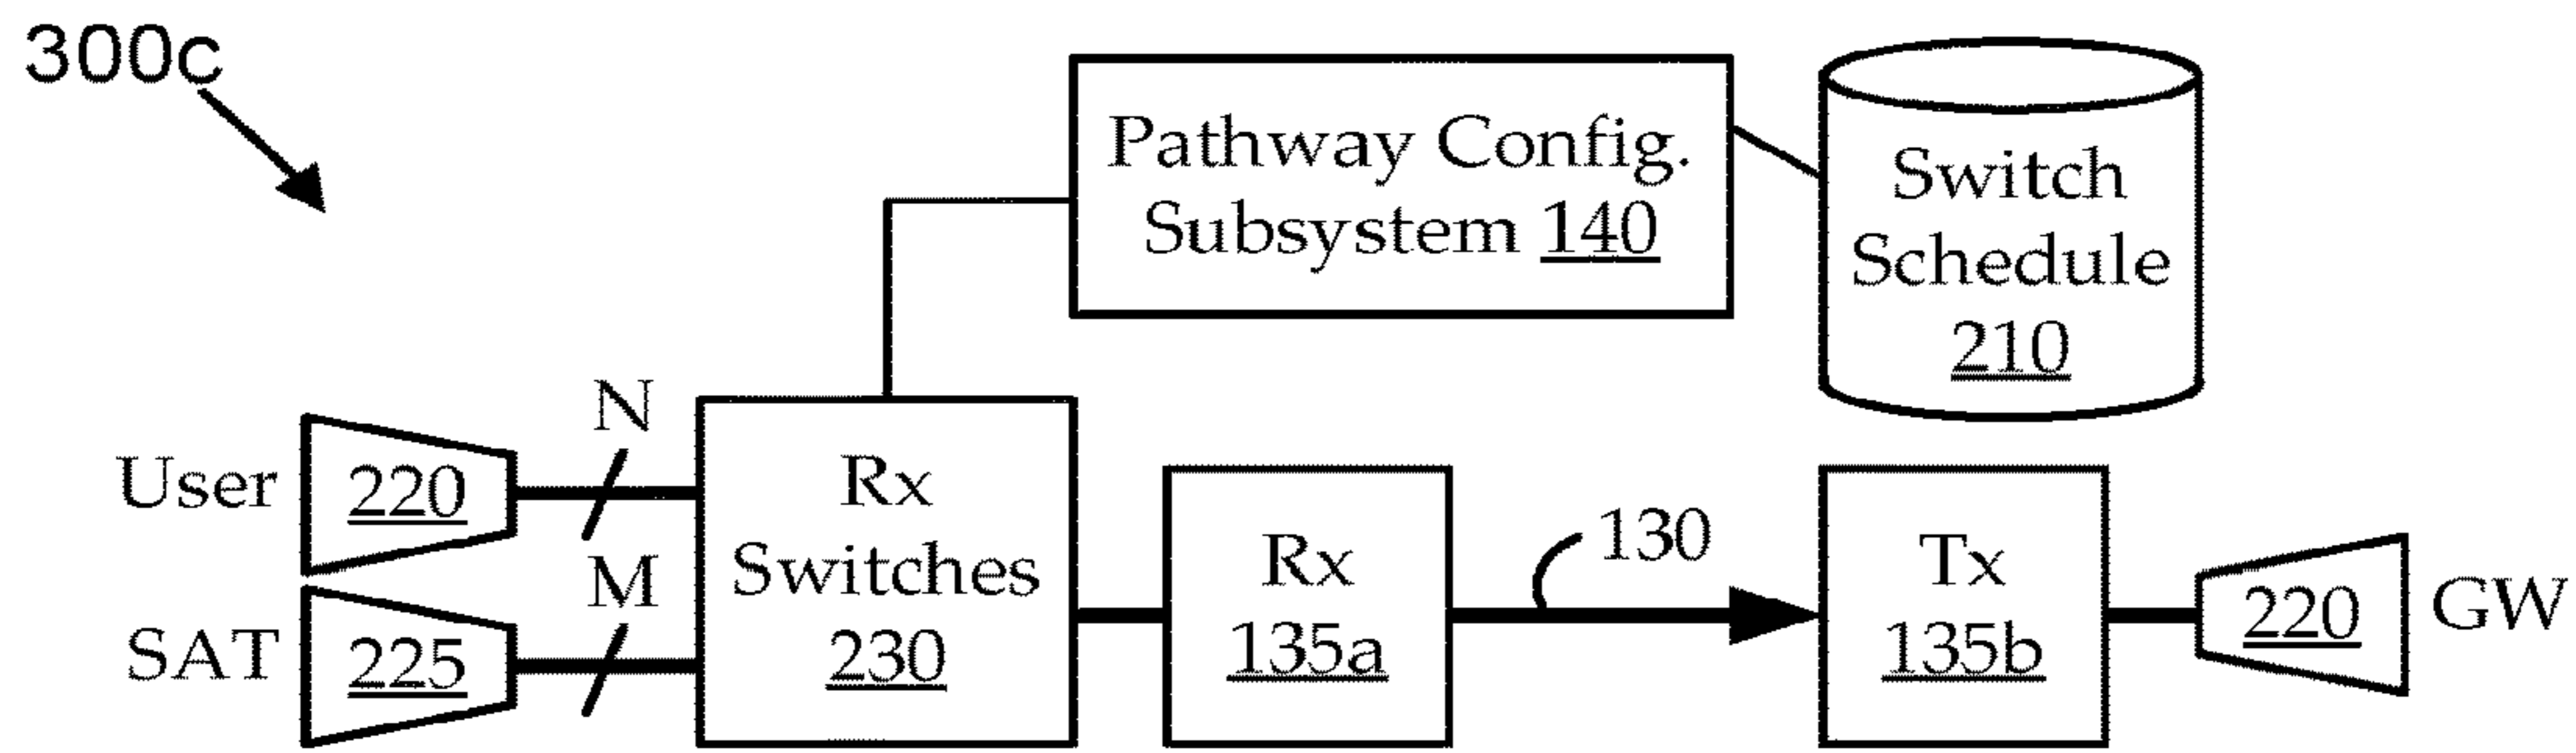 300c
Pathway Config.
Subsystem 140
Switch
Schedule
210
User
220
N
SAT
225
M
Rx
Switches
230
Rx
135a
130
Tx
135b
220
GW